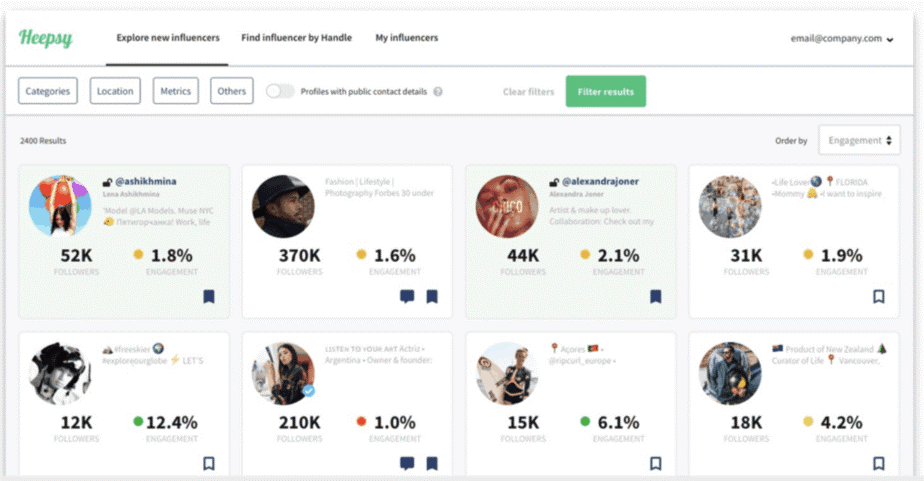 Heepsy
Explore new influencers
Find influencer by Handle
My influencers
email@company.com
Categories
Location
Metrics
Others
Profiles with public contact details
?
Clear filters
Filter results
2400 Results
Order by
Engagement
@ashikhmina
Lena Ashikhmina
'Model @LA Models, Muse NYC
Пятигорчанка! Work, life
52K
1.8%
FOLLOWERS
ENGAGEMENT
Fashion | Lifestyle |
Photography Forbes 30 under
370K
1.6%
FOLLOWERS
ENGAGEMENT
@alexandrajoner
Alexandra Joner
Artist & make up lover.
Collaboration: Check out my
44K
2.1%
FOLLOWERS
ENGAGEMENT
•Life Lover🌎 📍 FLORIDA
•Mommy 🤱 •I want to inspire
31K
1.9%
FOLLOWERS
ENGAGEMENT
#freeskier
#exploreourglobe ⚡ LET'S
12K
12.4%
FOLLOWERS
ENGAGEMENT
ʟɪsᴛᴇɴ ᴛᴏ ʏᴏᴜʀ ᴀʀᴛ Actriz •
Argentina • Owner & founder:
210K
1.0%
FOLLOWERS
ENGAGEMENT
📍 Açores 🇵🇹 •
@ripcurl_europe •
15K
6.1%
FOLLOWERS
ENGAGEMENT
🇳🇿 Product of New Zealand 🌲
Curator of Life 📍 Vancouver,
18K
4.2%
FOLLOWERS
ENGAGEMENT